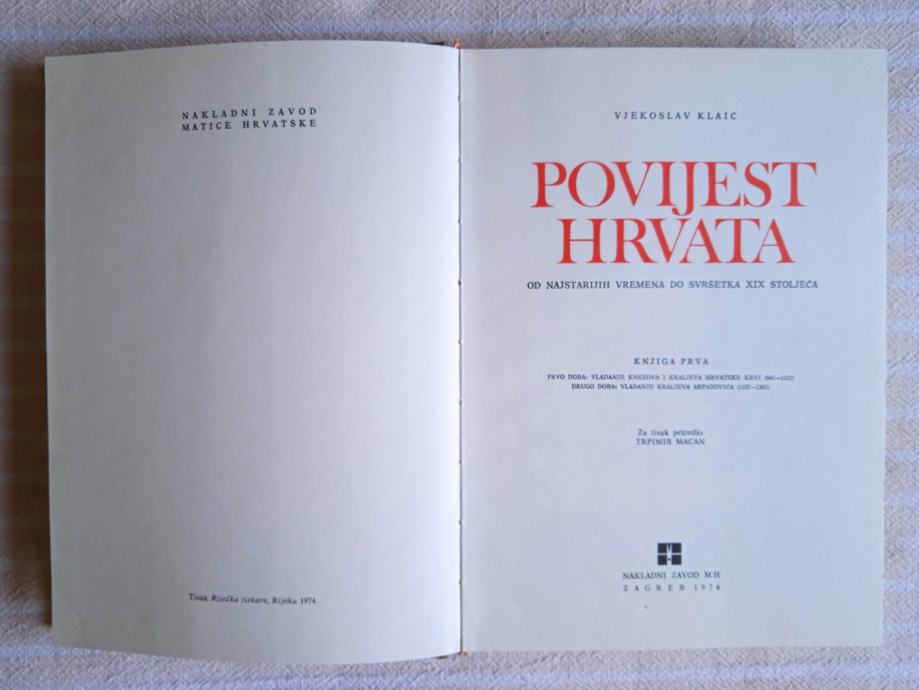 NAKLADNI ZAVOD
MATICE HRVATSKE
Tisak Riječka tiskara, Rijeka 1974.
VJEKOSLAV KLAIĆ
POVIJEST
HRVATA
OD NAJSTARIJIH VREMENA DO SVRŠETKA XIX STOLJEĆA
KNJIGA PRVA
PRVO DOBA: VLADANJE KNEZOVA I KRALJEVA HRVATSKE KRVI
DRUGO DOBA: VLADANJE KRALJEVA ARPADOVIĆA
Za tisak priredio
TRPIMIR MACAN
NAKLADNI ZAVOD MH
ZAGREB 1974